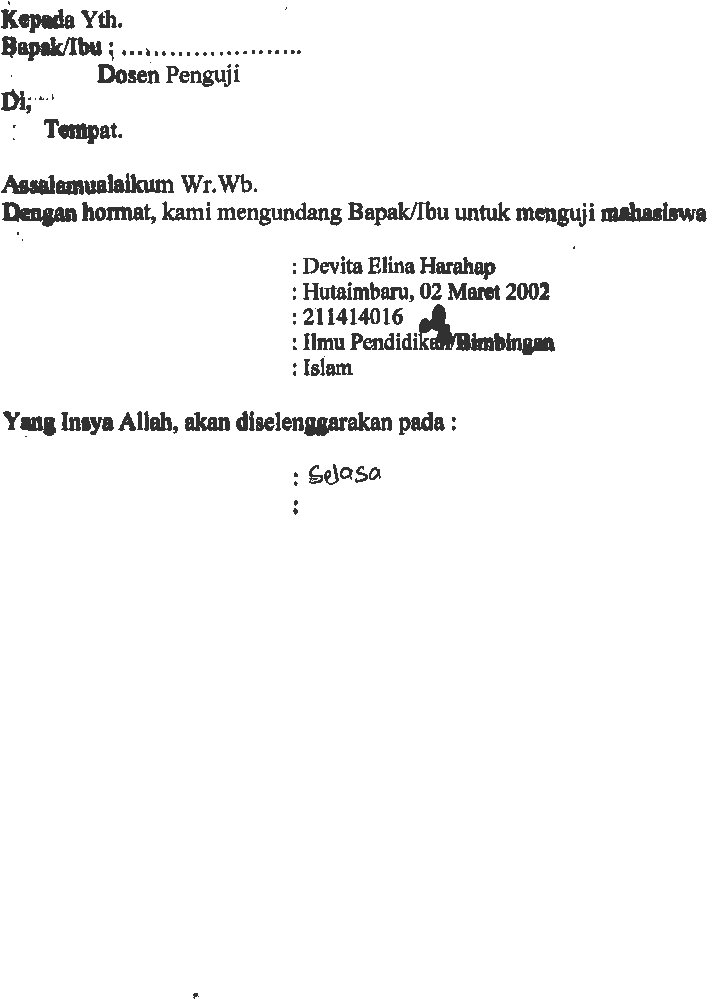 Kepada Yth.
Bapak/Ibu : ......................
Dosen Penguji
Di,
Tempat.
Assalamualaikum Wr.Wb.
Dengan hormat, kami mengundang Bapak/Ibu untuk menguji mahasiswa
: Devita Elina Harahap
: Hutaimbaru, 02 Maret 2002
: 211414016
: Ilmu Pendidikan/Bimbingan
: Islam
Yang Insya Allah, akan diselenggarakan pada :
: Selasa
: